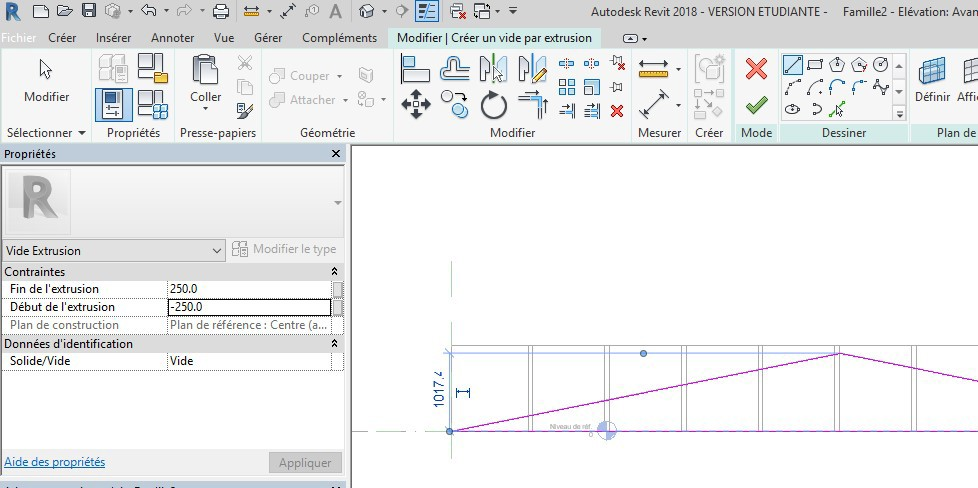 Autodesk Revit 2018 - VERSION ETUDIANTE - Famille2 - Elévation: Avan
Fichier Créer Insérer Annoter Vue Gérer Compléments Modifier | Créer un vide par extrusion
Modifier
Coller
Couper
Attacher
Définir
Sélectionner Propriétés Presse-papiers Géométrie Modifier Mesurer Créer Mode Dessiner Plan de
Propriétés
Vide Extrusion
Modifier le type
Contraintes
Fin de l'extrusion 250.0
Début de l'extrusion -250.0
Plan de construction Plan de référence : Centre (a...
Données d'identification
Solide/Vide Vide
Aide des propriétés
Appliquer
1017.4
Niveau de réf.
0